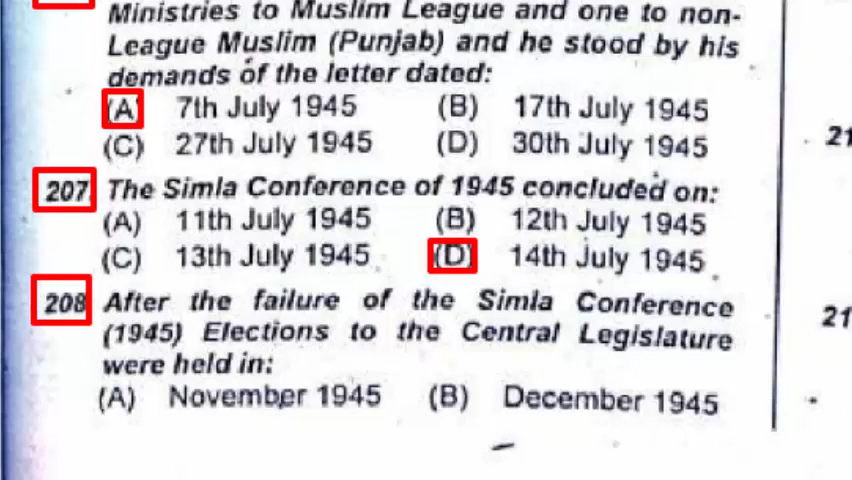 Ministries to Muslim League and one to non-
League Muslim (Punjab) and he stood by his
demands of the letter dated:
(A) 7th July 1945 (B) 17th July 1945
(C) 27th July 1945 (D) 30th July 1945
207. The Simla Conference of 1945 concluded on:
(A) 11th July 1945 (B) 12th July 1945
(C) 13th July 1945 (D) 14th July 1945
208 After the failure of the Simla Conference
(1945) Elections to the Central Legislature
were held in:
(A) November 1945 (B) December 1945
21
21